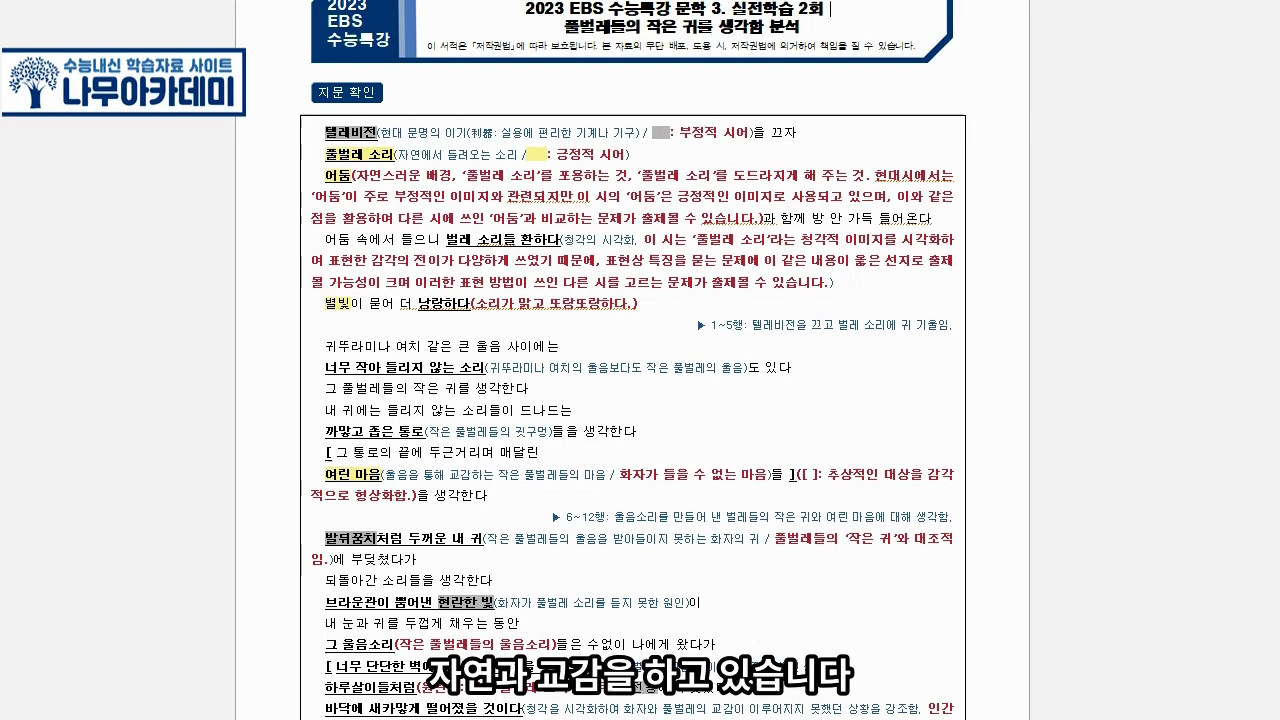 2023
EBS
수능특강
2023 EBS 수능특강 문학 3. 실전학습 2회 |
풀벌레들의 작은 귀를 생각함 분석
이 서적은 「저작권법」에 따라 보호됩니다. 본 자료의 무단 배포, 도용 시, 저작권법에 의거하여 책임을 질 수 있습니다.
수능내신 학습자료 사이트
나무아카데미
지문 확인
텔레비전(현대 문명의 이기(利器: 실용에 편리한 기계나 기구) / : 부정적 시어)을 끄자
풀벌레 소리(자연에서 들려오는 소리 / : 긍정적 시어)
어둠(자연스러운 배경, ‘풀벌레 소리’를 포용하는 것, ‘풀벌레 소리’를 도드라지게 해 주는 것. 현대시에서는
‘어둠’이 주로 부정적인 이미지와 관련되지만 이 시의 ‘어둠’은 긍정적인 이미지로 사용되고 있으며, 이와 같은
점을 활용하여 다른 시에 쓰인 ‘어둠’과 비교하는 문제가 출제될 수 있습니다.)과 함께 방 안 가득 들어온다
어둠 속에서 들으니 벌레 소리들 환하다(청각의 시각화, 이 시는 ‘풀벌레 소리’라는 청각적 이미지를 시각화하
여 표현한 감각의 전이가 다양하게 쓰였기 때문에, 표현상 특징을 묻는 문제에 이 같은 내용이 옳은 선지로 출제
될 가능성이 크며 이러한 표현 방법이 쓰인 다른 시를 고르는 문제가 출제될 수 있습니다.)
별빛이 묻어 더 낭랑하다(소리가 맑고 또랑또랑하다.)
▶ 1~5행: 텔레비전을 끄고 벌레 소리에 귀 기울임.
귀뚜라미나 여치 같은 큰 울음 사이에는
너무 작아 들리지 않는 소리(귀뚜라미나 여치의 울음보다도 작은 풀벌레의 울음)도 있다
그 풀벌레들의 작은 귀를 생각한다
내 귀에는 들리지 않는 소리들이 드나드는
까맣고 좁은 통로(작은 풀벌레들의 귓구멍)들을 생각한다
[ 그 통로의 끝에 두근거리며 매달린
여린 마음(울음을 통해 교감하는 작은 풀벌레들의 마음 / 화자가 들을 수 없는 마음)들 ]([ ]: 추상적인 대상을 감각
적으로 형상화함.)을 생각한다
▶ 6~12행: 울음소리를 만들어 낸 벌레들의 작은 귀와 여린 마음에 대해 생각함.
발뒤꿈치처럼 두꺼운 내 귀(작은 풀벌레들의 울음을 받아들이지 못하는 화자의 귀 / 풀벌레들의 ‘작은 귀’와 대조적
임.)에 부딪쳤다가
되돌아간 소리들을 생각한다
브라운관이 뿜어낸 현란한 빛(화자가 풀벌레 소리를 듣지 못한 원인)이
내 눈과 귀를 두껍게 채우는 동안
그 울음소리(작은 풀벌레들의 울음소리)들은 수없이 나에게 왔다가
[ 너무 단단한 벽에
하루살이들처럼
바닥에 새카맣게 떨어졌을 것이다(청각을 시각화하여 화자와 풀벌레의 교감이 이루어지지 못했던 상황을 강조함, 인간
자연과 교감을 하고 있습니다